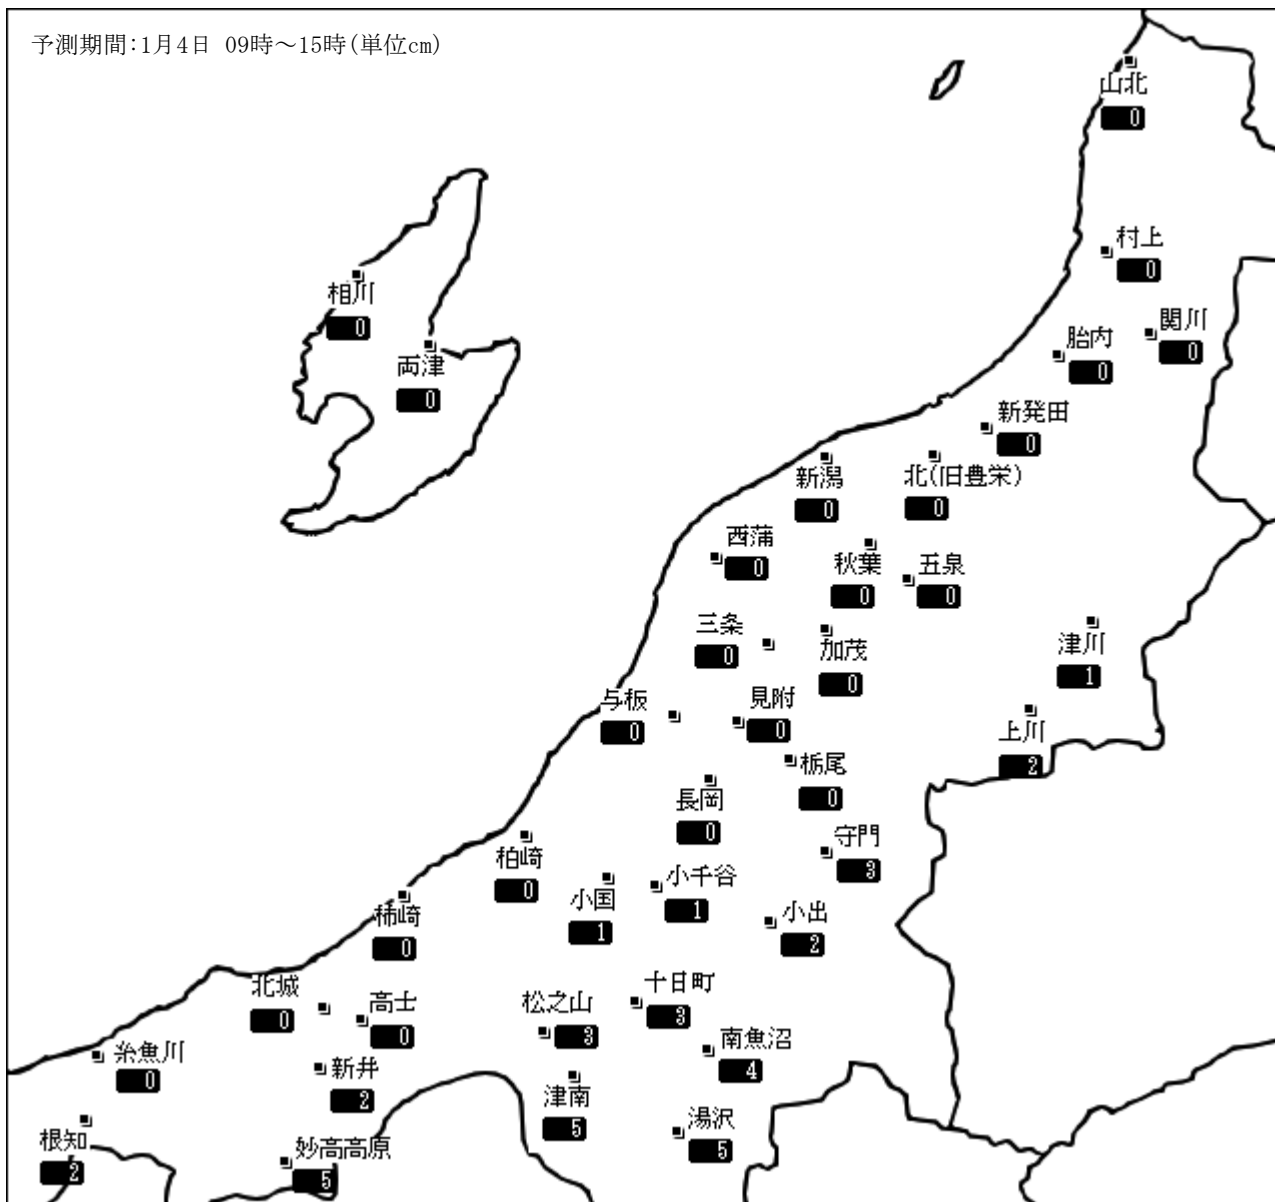 予測期間:1月4日 09時～15時(単位cm)
山北
0
村上
0
相川
0
関川
0
胎内
0
両津
0
新発田
0
新潟
0
北(旧豊栄)
0
西蒲
0
秋葉
0
五泉
0
三条
0
加茂
0
津川
1
与板
0
見附
0
上川
2
栃尾
0
長岡
0
守門
3
柏崎
0
小千谷
1
小国
1
小出
2
柿崎
0
北城
0
高士
0
松之山
3
十日町
3
南魚沼
4
糸魚川
0
新井
2
津南
5
湯沢
5
根知
2
妙高高原
5